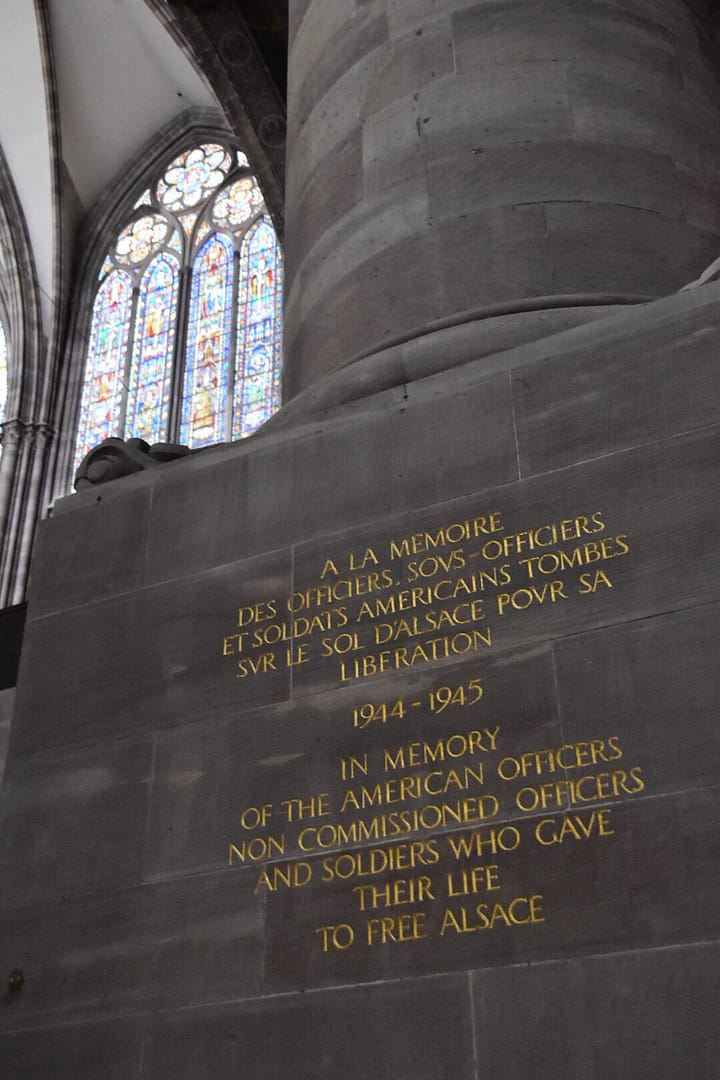 A LA MEMOIRE
DES OFFICIERS. SOVS-OFFICIERS
ET SOLDATS AMERICAINS TOMBES
SVR LE SOL D'ALSACE POVR SA
LIBERATION
1944-1945
IN MEMORY
OF THE AMERICAN OFFICERS
NON COMMISSIONED OFFICERS
AND SOLDIERS WHO GAVE
THEIR LIFE
TO FREE ALSACE